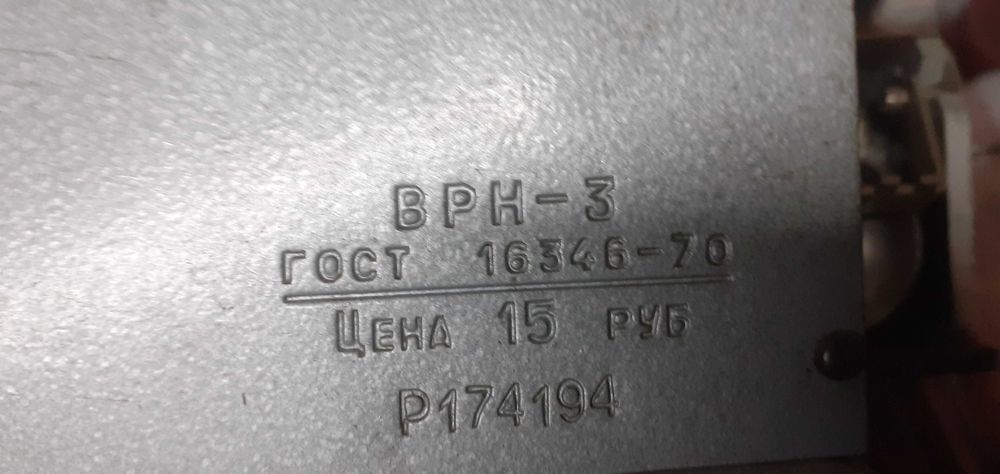 ВРН-3
ГОСТ 16346-70
ЦЕНА 15 РУБ
Р174194